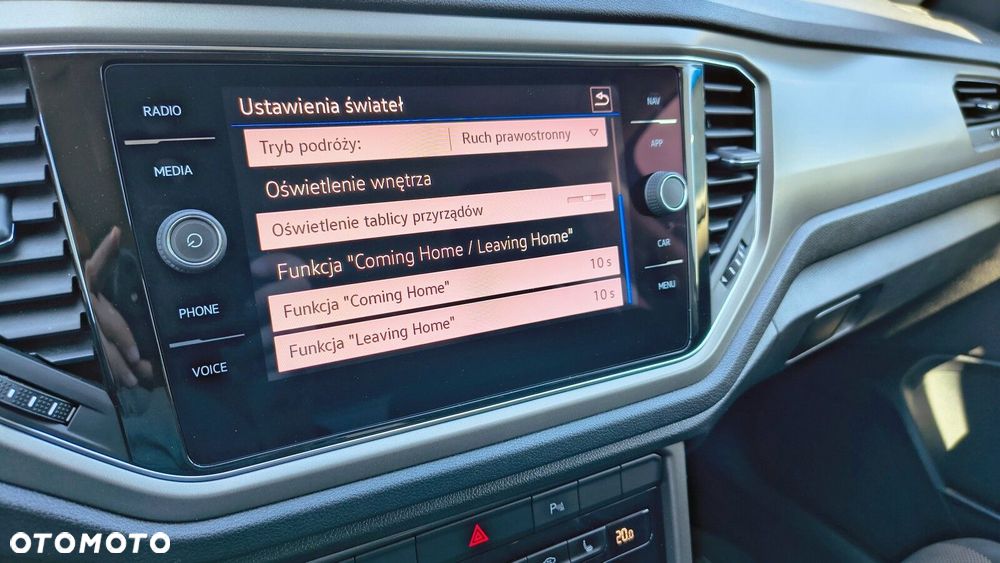 RADIO
MEDIA
PHONE
VOICE
Ustawienia świateł
Tryb podróży: Ruch prawostronny
Oświetlenie wnętrza
Oświetlenie tablicy przyrządów
Funkcja "Coming Home / Leaving Home"
Funkcja "Coming Home" 10 s
Funkcja "Leaving Home" 10 s
NAV
APP
CAR
MENU
P
20.0
OTOMOTO